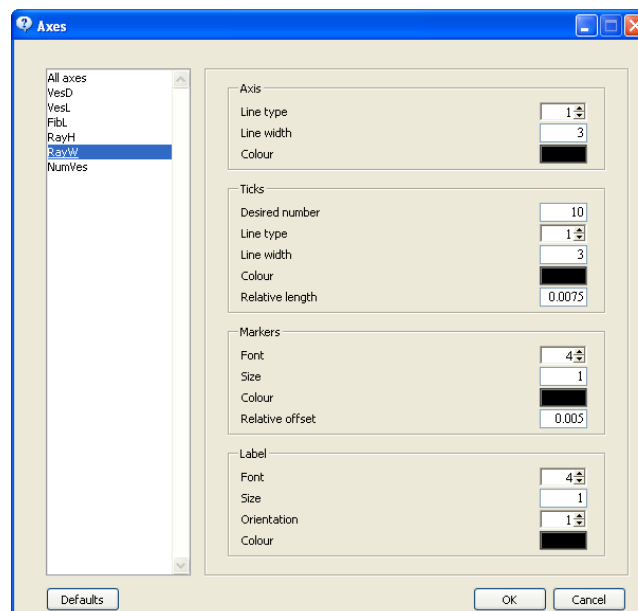 Axes
All axes
VesD
VesL
FibL
RayH
RayW
NumVes
Axis
Line type 1
Line width 3
Colour
Ticks
Desired number 10
Line type 1
Line width 3
Colour
Relative length 0.0075
Markers
Font 4
Size 1
Colour
Relative offset 0.005
Label
Font 4
Size 1
Orientation 1
Colour
Defaults OK Cancel